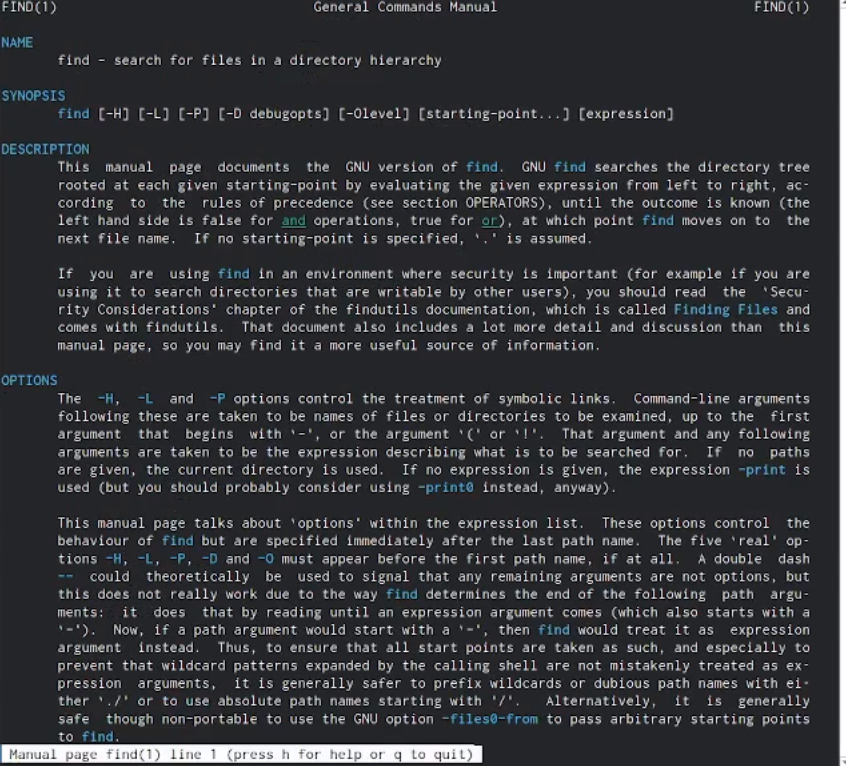 FIND(1) General Commands Manual FIND(1)
NAME
find - search for files in a directory hierarchy
SYNOPSIS
find [-H] [-L] [-P] [-D debugopts] [-Olevel] [starting-point...] [expression]
DESCRIPTION
This manual page documents the GNU version of find. GNU find searches the directory tree
rooted at each given starting-point by evaluating the given expression from left to right, ac-
cording to the rules of precedence (see section OPERATORS), until the outcome is known (the
left hand side is false for and operations, true for or), at which point find moves on to the
next file name. If no starting-point is specified, `.' is assumed.
If you are using find in an environment where security is important (for example if you are
using it to search directories that are writable by other users), you should read the `Secu-
rity Considerations' chapter of the findutils documentation, which is called Finding Files and
comes with findutils. That document also includes a lot more detail and discussion than this
manual page, so you may find it a more useful source of information.
OPTIONS
The -H, -L and -P options control the treatment of symbolic links. Command-line arguments
following these are taken to be names of files or directories to be examined, up to the first
argument that begins with `-', or the argument `(' or `!'. That argument and any following
arguments are taken to be the expression describing what is to be searched for. If no paths
are given, the current directory is used. If no expression is given, the expression -print is
used (but you should probably consider using -print0 instead, anyway).
This manual page talks about `options' within the expression list. These options control the
behaviour of find but are specified immediately after the last path name. The five `real' op-
tions -H, -L, -P, -D and -O must appear before the first path name, if at all. A double dash
-- could theoretically be used to signal that any remaining arguments are not options, but
this does not really work due to the way find determines the end of the following path argu-
ments: it does that by reading until an expression argument comes (which also starts with a
`-'). Now, if a path argument would start with a `-', then find would treat it as expression
argument instead. Thus, to ensure that all start points are taken as such, and especially to
prevent that wildcard patterns expanded by the calling shell are not mistakenly treated as ex-
pression arguments, it is generally safer to prefix wildcards or dubious path names with ei-
ther `./' or to use absolute path names starting with '/'. Alternatively, it is generally
safe though non-portable to use the GNU option -files0-from to pass arbitrary starting points
to find.
Manual page find(1) line 1 (press h for help or q to quit)